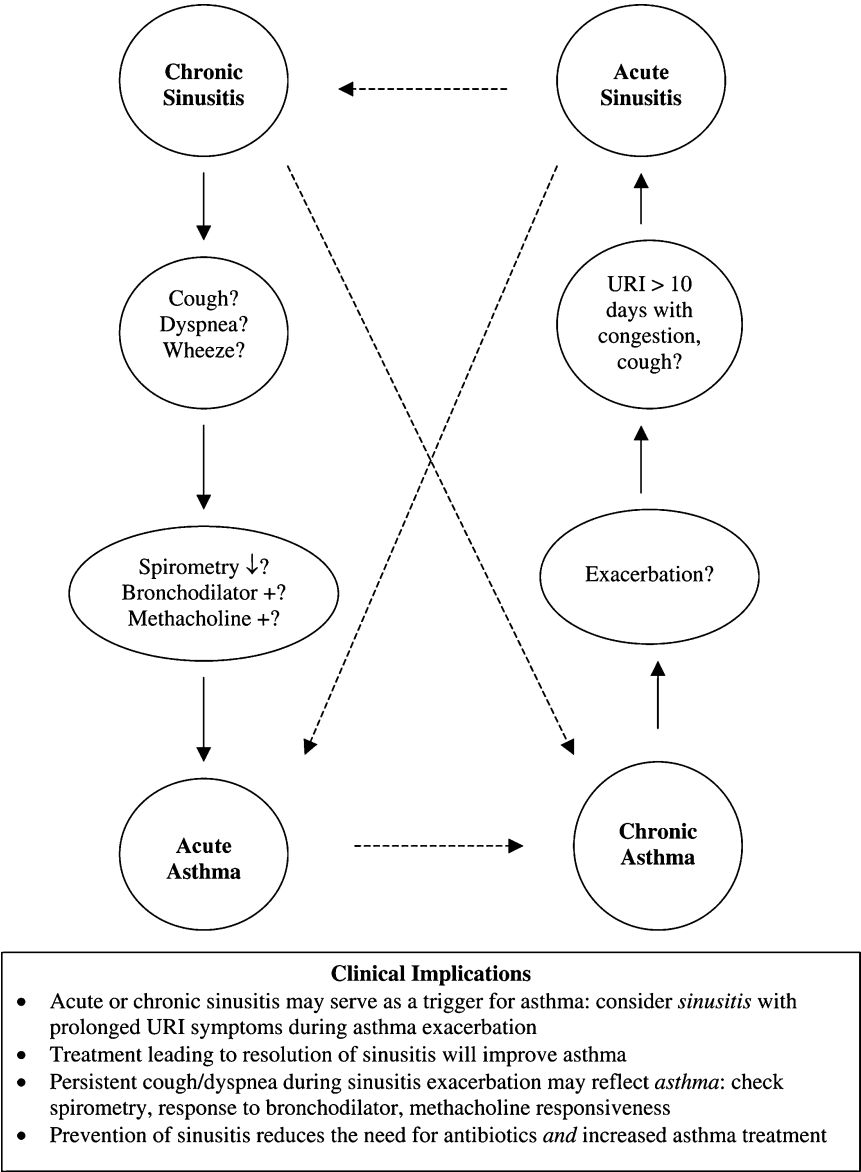 Chronic
Sinusitis
Acute
Sinusitis
Cough?
Dyspnea?
Wheeze?
URI > 10
days with
congestion,
cough?
Spirometry ↓?
Bronchodilator +?
Methacholine +?
Exacerbation?
Acute
Asthma
Chronic
Asthma
Clinical Implications
• Acute or chronic sinusitis may serve as a trigger for asthma: consider sinusitis with
prolonged URI symptoms during asthma exacerbation
• Treatment leading to resolution of sinusitis will improve asthma
• Persistent cough/dyspnea during sinusitis exacerbation may reflect asthma: check
spirometry, response to bronchodilator, methacholine responsiveness
• Prevention of sinusitis reduces the need for antibiotics and increased asthma treatment